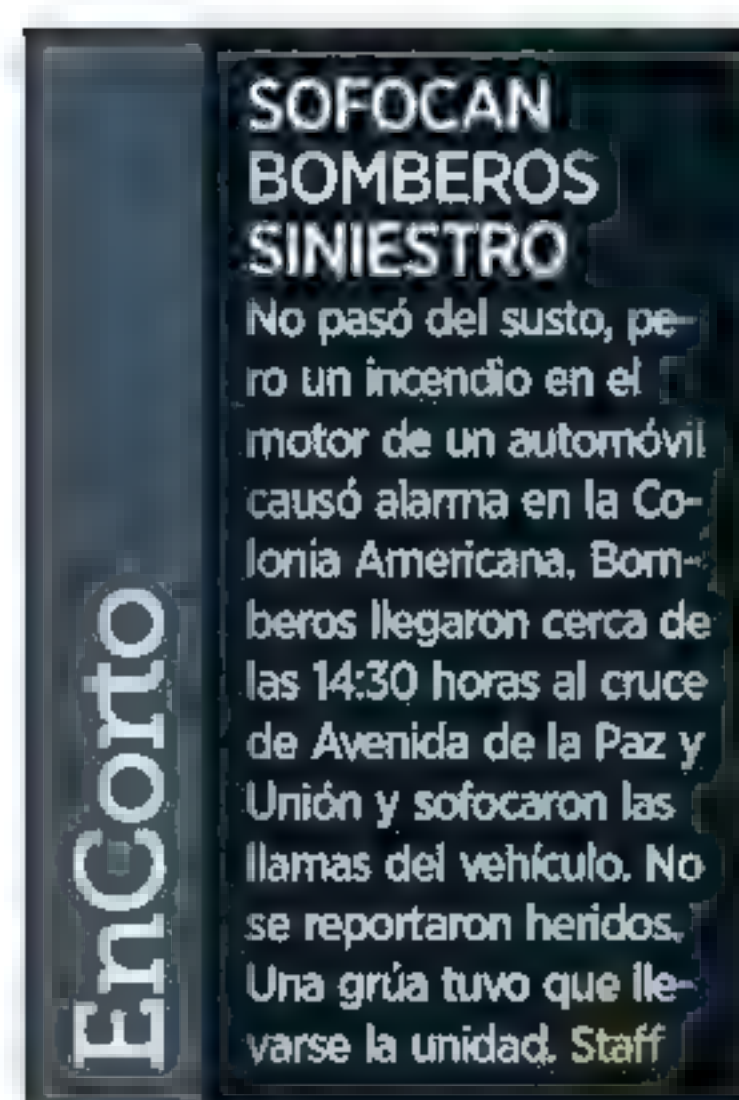 EnCorto
SOFOCAN
BOMBEROS
SINIESTRO
No pasó del susto, pe-
ro un incendio en el
motor de un automóvil
causó alarma en la Co-
lonia Americana. Bom-
beros llegaron cerca de
las 14:30 horas al cruce
de Avenida de la Paz y
Unión y sofocaron las
llamas del vehículo. No
se reportaron heridos.
Una grúa tuvo que lle-
varse la unidad. Staff